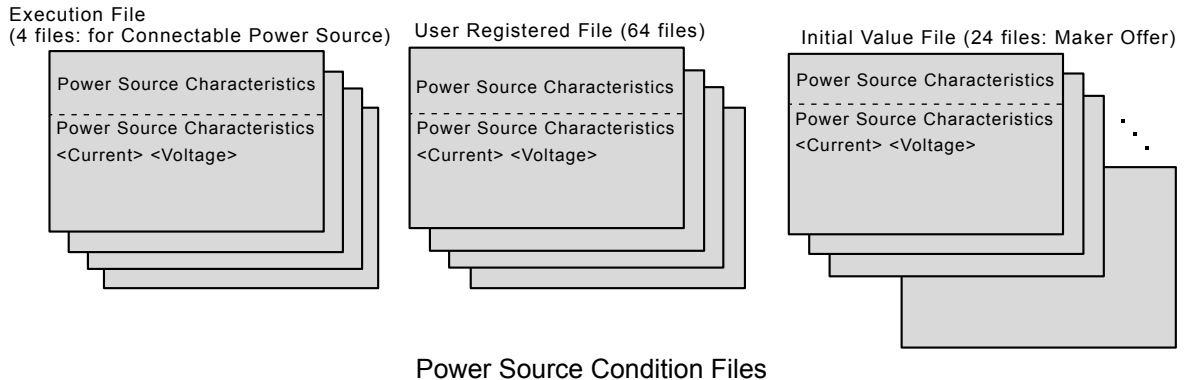 Execution File
(4 files: for Connectable Power Source)
Power Source Characteristics
Power Source Characteristics
<Current> <Voltage>
User Registered File (64 files)
Power Source Characteristics
Power Source Characteristics
<Current> <Voltage>
Initial Value File (24 files: Maker Offer)
Power Source Characteristics
Power Source Characteristics
<Current> <Voltage>
Power Source Condition Files